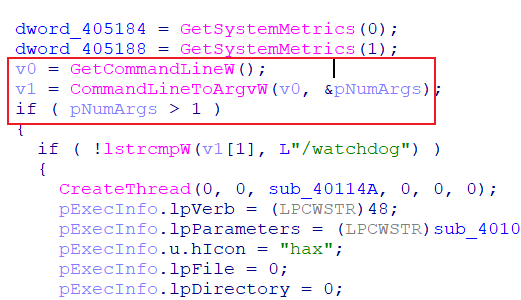 dword_405184 = GetSystemMetrics(0);
dword_405188 = GetSystemMetrics(1);
v0 = GetCommandLineW();
v1 = CommandLineToArgvW(v0, &pNumArgs);
if ( pNumArgs > 1 )
{
if ( !lstrcmpW(v1[1], L"/watchdog") )
{
CreateThread(0, 0, sub_40114A, 0, 0, 0);
pExecInfo.lpVerb = (LPCWSTR)48;
pExecInfo.lpParameters = (LPCWSTR)sub_4010
pExecInfo.u.hIcon = "hax";
pExecInfo.lpFile = 0;
pExecInfo.lpDirectory = 0;